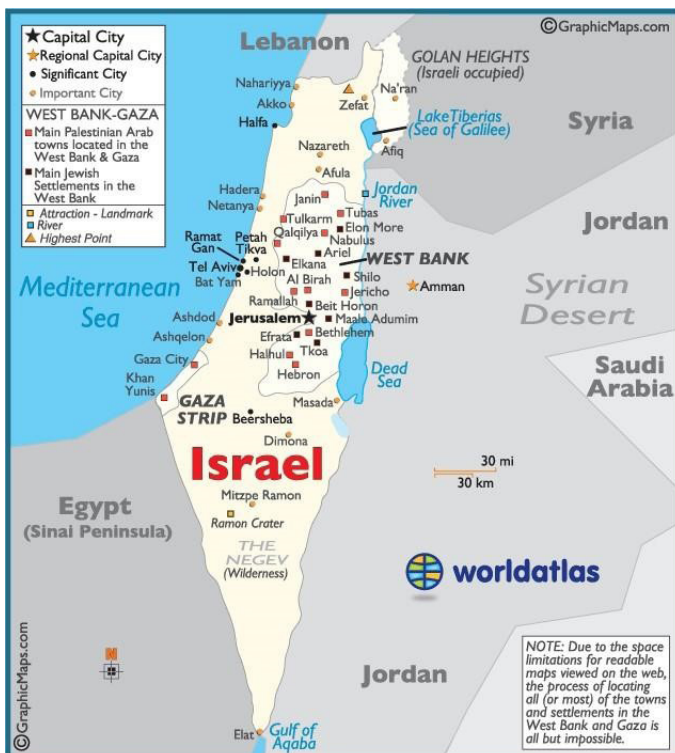 ©GraphicMaps.com
★Capital City
Regional Capital City
Significant City
Important City
WEST BANK-GAZA
Main Palestinian Arab
towns located in the
West Bank & Gaza
Main Jewish
Settlements in the
West Bank
Attraction - Landmark
River
Highest Point
Lebanon
GOLAN HEIGHTS
(Israeli occupied)
Nahariyya
Akko
Zefat
Na'ran
Haifa
Lake Tiberias
(Sea of Galilee)
Syria
Nazareth
Afiq
Afula
Hadera
Netanya
Janin
Jordan
River
Jordan
Tulkarm
Tubas
Qalqilya
Elon More
Nabulus
Ramat
Gan
Petah
Tikva
Ariel
WEST BANK
Tel Aviv
Holon
Elkana
Shilo
Bat Yam
Al Birah
Jericho
Amman
Mediterranean
Sea
Ramallah
Beit Horon
Syrian
Desert
Ashdod
Jerusalem
Maale Adumim
Ashqelon
Efrata
Bethlehem
Gaza City
Halhul
Tkoa
Dead
Sea
Saudi
Arabia
Khan
Yunis
Hebron
GAZA
STRIP
Masada
Beersheba
Dimona
Israel
30 mi
30 km
Egypt
(Sinai Peninsula)
Mitzpe Ramon
Ramon Crater
THE
NEGEV
(Wilderness)
worldatlas
N
Jordan
NOTE: Due to the space
limitations for readable
maps viewed on the web,
the process of locating
all (or most) of the towns
and settlements in the
West Bank and Gaza is
all but impossible.
Elat
Gulf of
Aqaba
©GraphicMaps.com